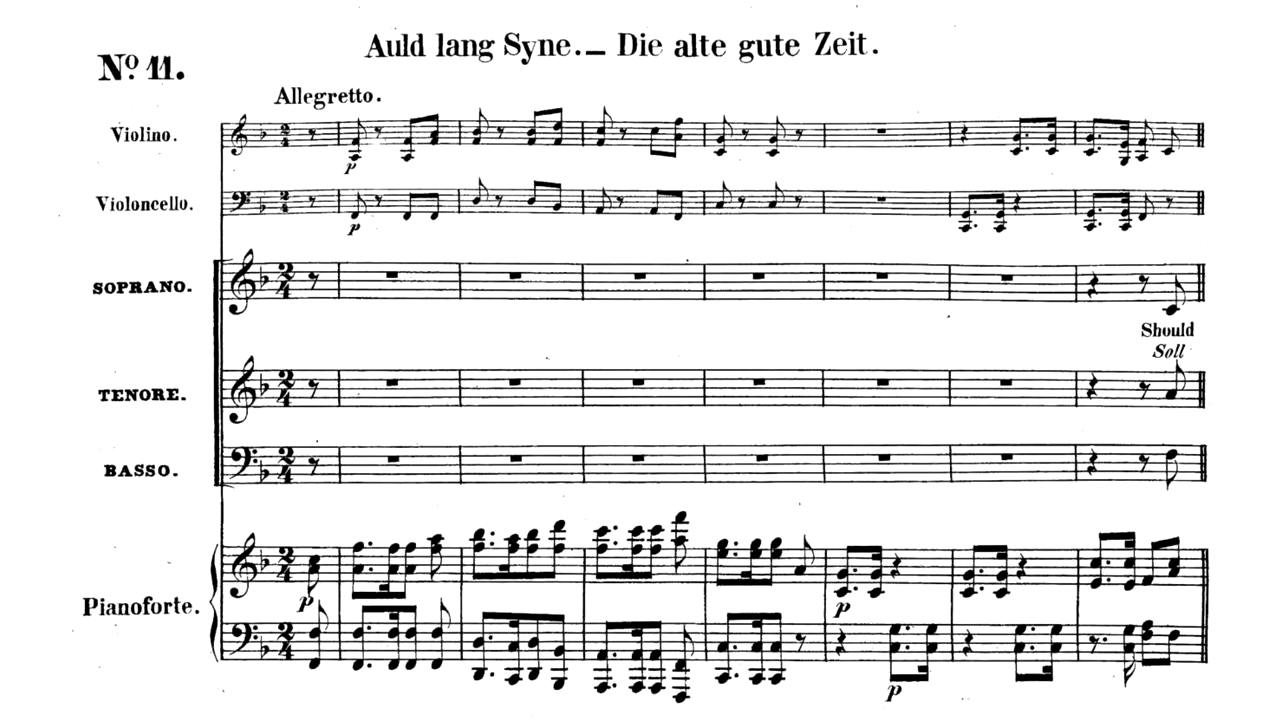 Auld lang Syne. — Die alte gute Zeit.
Nº 11.
Allegretto.
Violino.
p
Violoncello.
p
SOPRANO.
Should
Soll
TENORE.
BASSO.
Pianoforte.
p
p
p